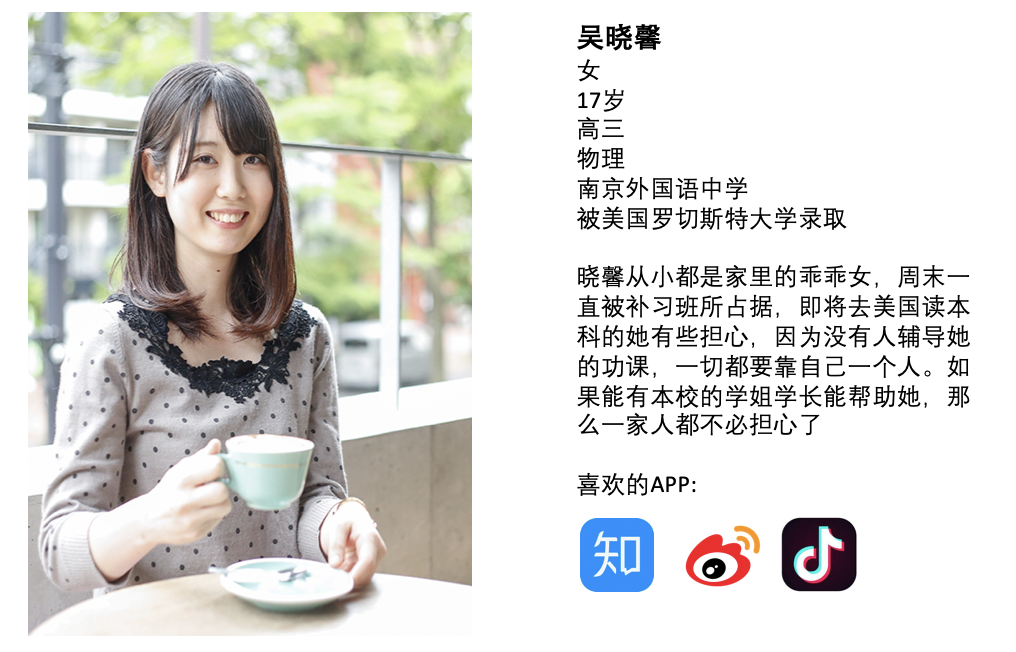 吴晓馨
女
17岁
高三
物理
南京外国语中学
被美国罗切斯特大学录取
晓馨从小都是家里的乖乖女，周末一
直被补习班所占据，即将去美国读本
科的她有些担心，因为没有人辅导她
的功课，一切都要靠自己一个人。如
果能有本校的学姐学长能帮助她，那
么一家人都不必担心了
喜欢的APP:
知